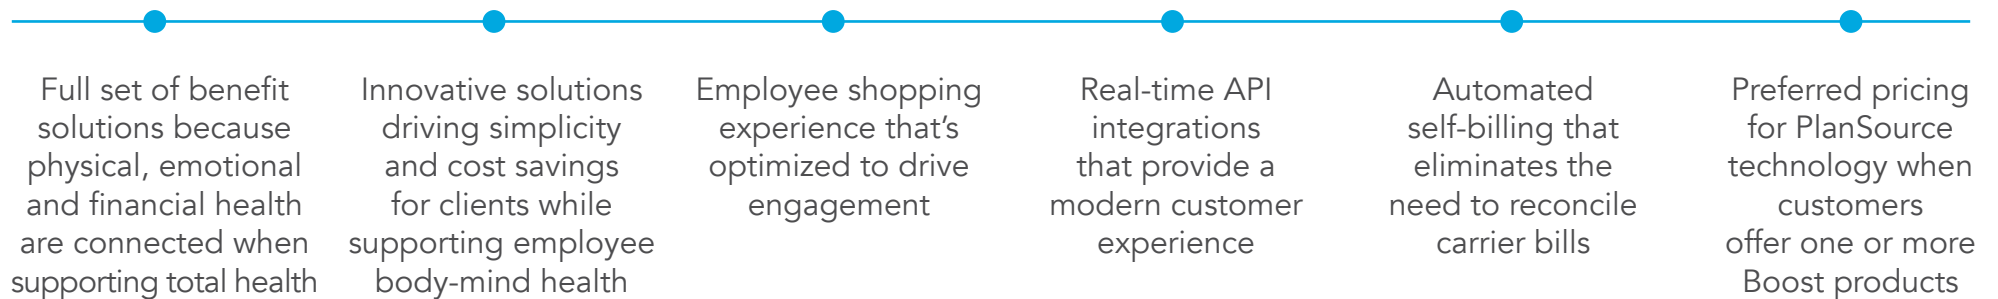 Full set of benefit
solutions because
physical, emotional
and financial health
are connected when
supporting total health
Innovative solutions
driving simplicity
and cost savings
for clients while
supporting employee
body-mind health
Employee shopping
experience that's
optimized to drive
engagement
Real-time API
integrations
that provide a
modern customer
experience
Automated
self-billing that
eliminates the
need to reconcile
carrier bills
Preferred pricing
for PlanSource
technology when
customers
offer one or more
Boost products